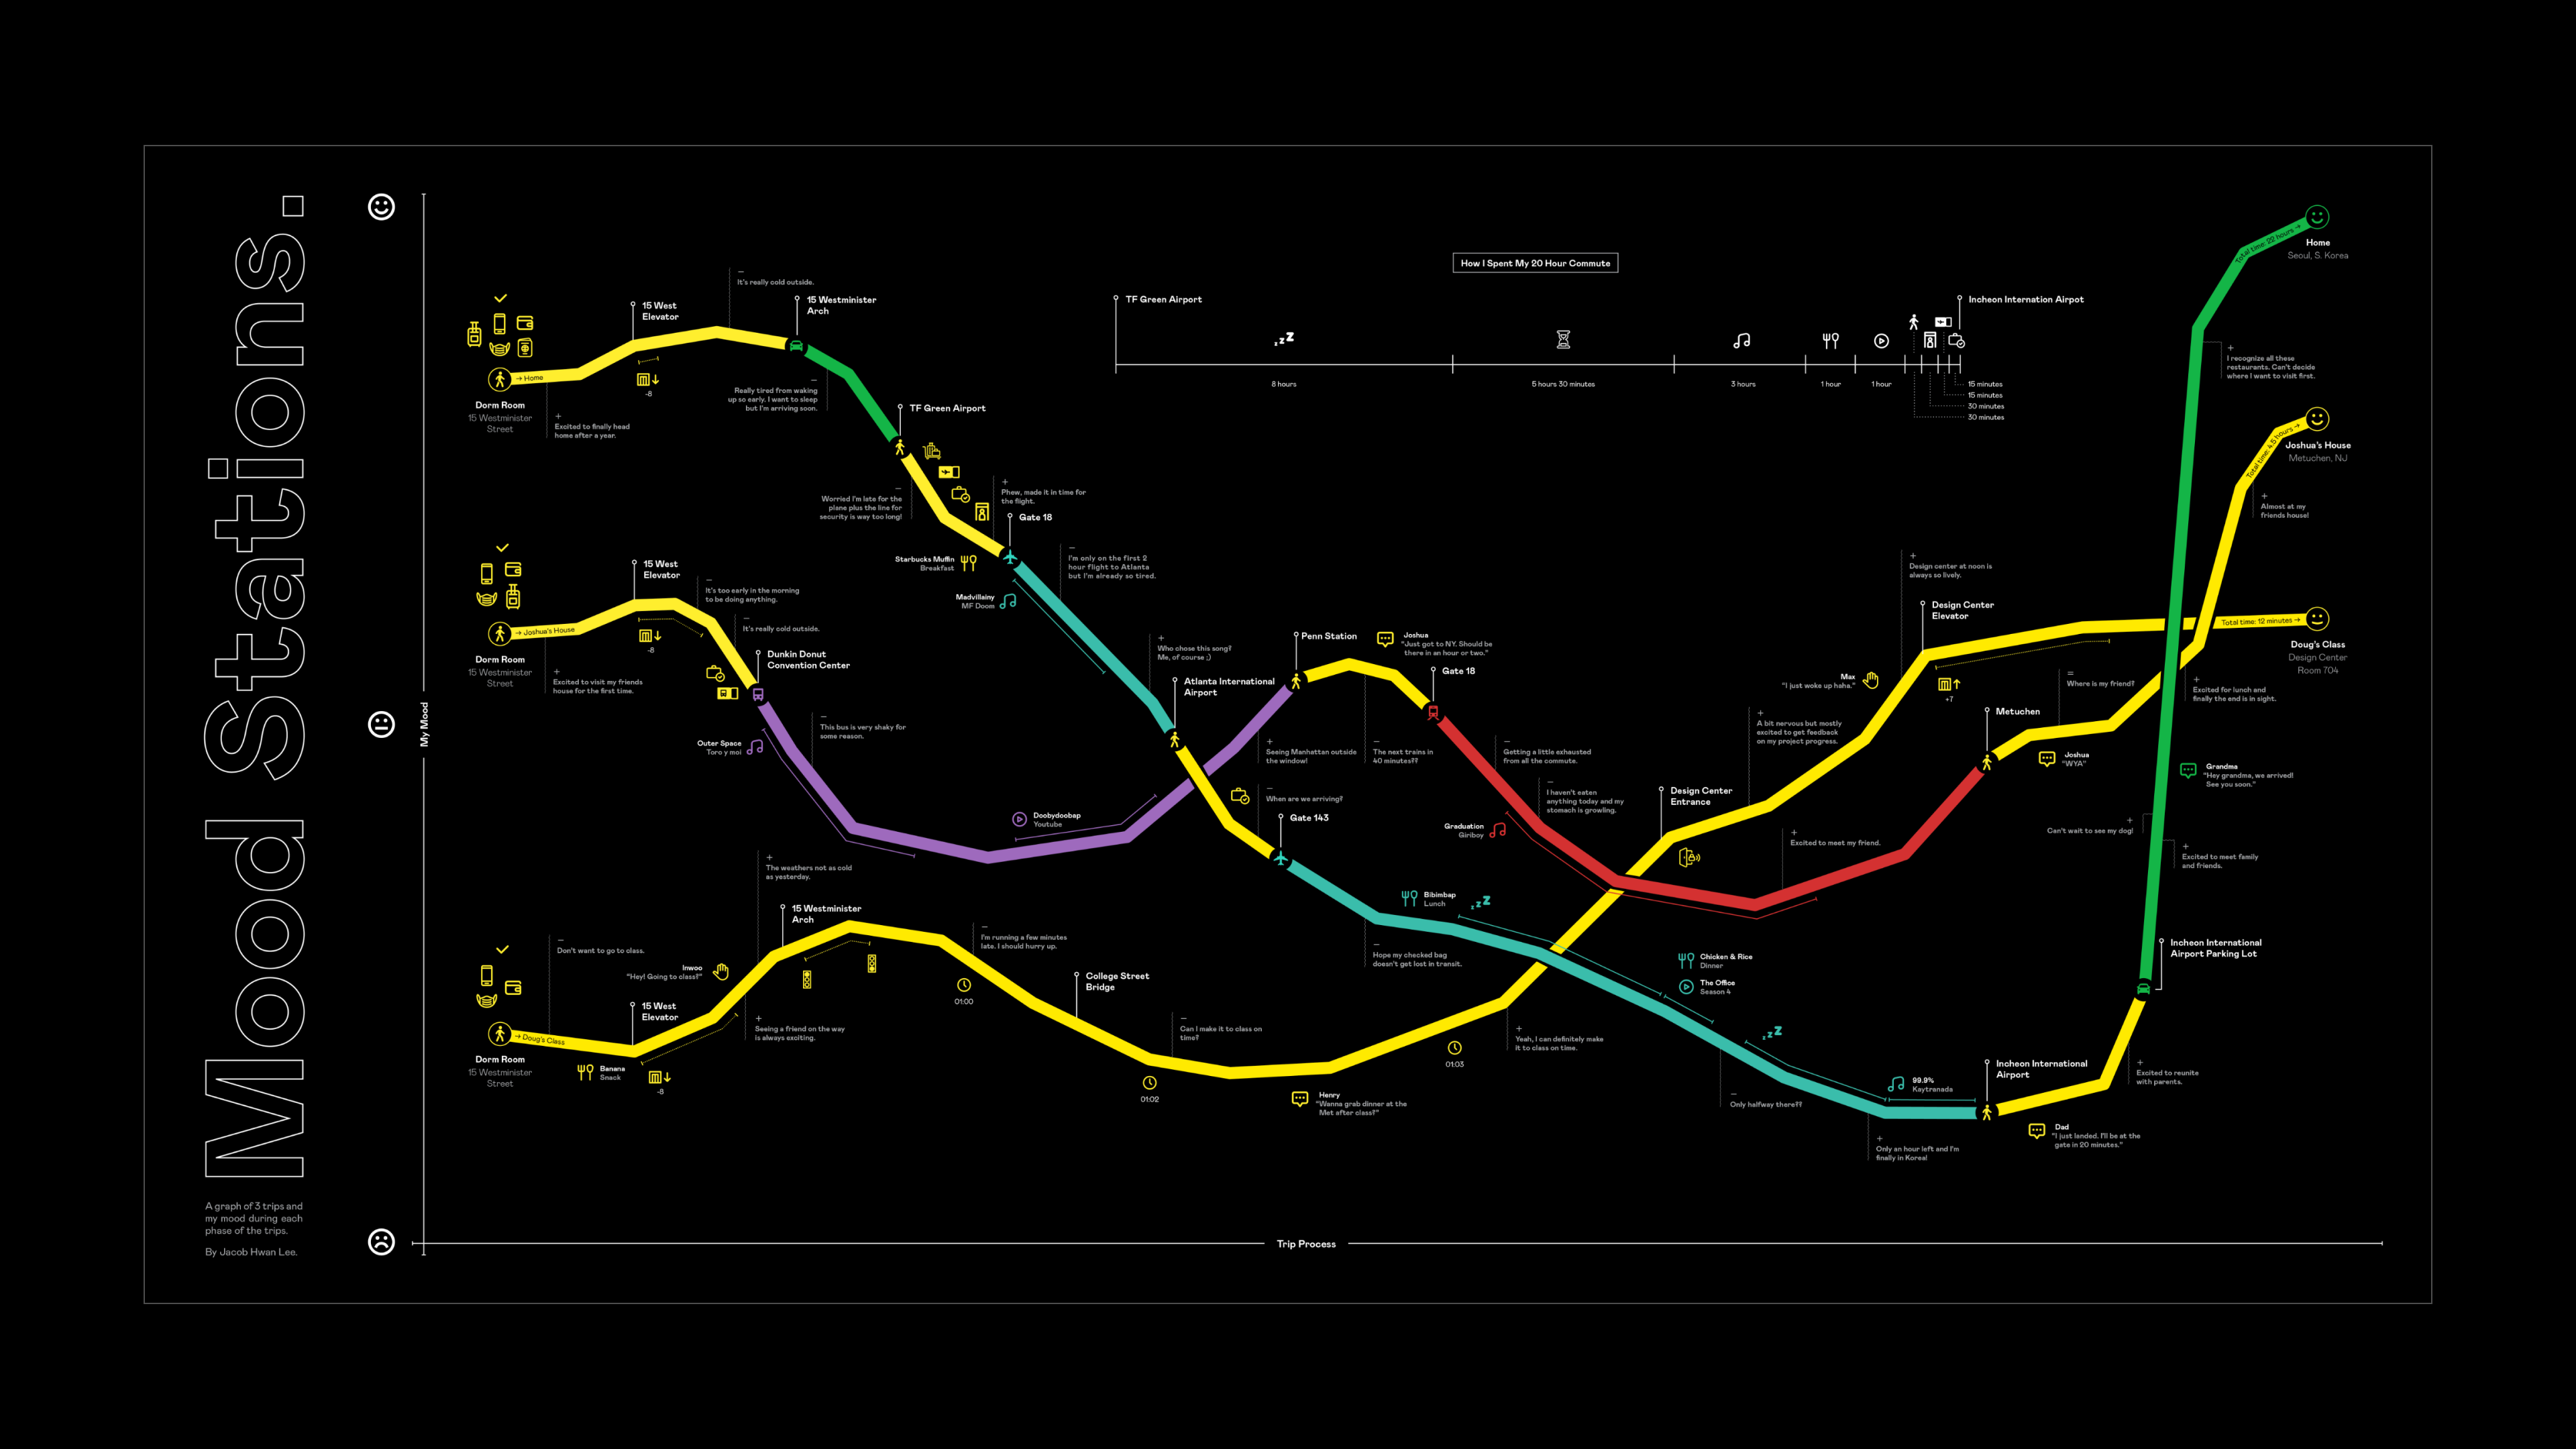 Mood Stations.
A graph of 3 trips and
my mood during each
phase of the trips.
By Jacob Hwan Lee.
My Mood
Trip Process
How I Spent My 20 Hour Commute
TF Green Airport
Incheon Internation Airpot
8 hours
5 hours 30 minutes
3 hours
1 hour
1 hour
15 minutes
15 minutes
30 minutes
30 minutes
→ Home
Dorm Room
15 Westminister
Street
+
Excited to finally head
home after a year.
15 West
Elevator
-8
–
It's really cold outside.
15 Westminister
Arch
–
Really tired from waking
up so early. I want to sleep
but I'm arriving soon.
TF Green Airport
–
Worried I'm late for the
plane plus the line for
security is way too long!
+
Phew, made it in time for
the flight.
Gate 18
Starbucks Muffin
Breakfast
Madvillainy
MF Doom
–
I'm only on the first 2
hour flight to Atlanta
but I'm already so tired.
+
Who chose this song?
Me, of course ;)
Atlanta International
Airport
–
When are we arriving?
Gate 143
–
Hope my checked bag
doesn't get lost in transit.
Bibimbap
Lunch
zzZ
Chicken & Rice
Dinner
The Office
Season 4
zzZ
–
Only halfway there??
99.9%
Kaytranada
+
Only an hour left and I'm
finally in Korea!
Incheon International
Airport
Dad
"I just landed. I'll be at the
gate in 20 minutes."
+
Excited to reunite
with parents.
Incheon International
Airport Parking Lot
+
Excited to meet family
and friends.
+
Can't wait to see my dog!
Grandma
"Hey grandma, we arrived!
See you soon."
+
I recognize all these
restaurants. Can't decide
where I want to visit first.
Total time: 22 hours →
Home
Seoul, S. Korea
→ Joshua's House
Dorm Room
15 Westminister
Street
+
Excited to visit my friends
house for the first time.
15 West
Elevator
-8
–
It's too early in the morning
to be doing anything.
–
It's really cold outside.
Dunkin Donut
Convention Center
Outer Space
Toro y moi
–
This bus is very shaky for
some reason.
Doobydoobap
Youtube
+
Seeing Manhattan outside
the window!
Penn Station
Joshua
"Just got to NY. Should be
there in an hour or two."
–
The next trains in
40 minutes??
Gate 18
–
Getting a little exhausted
from all the commute.
–
I haven't eaten
anything today and my
stomach is growling.
Graduation
Giriboy
+
Excited to meet my friend.
Metuchen
Joshua
"WYA"
=
Where is my friend?
+
Excited for lunch and
finally the end is in sight.
+
Almost at my
friends house!
Total time: 4.5 hours →
Joshua's House
Metuchen, NJ
→ Doug's Class
Dorm Room
15 Westminister
Street
–
Don't want to go to class.
Banana
Snack
15 West
Elevator
-8
Inwoo
"Hey! Going to class?"
+
Seeing a friend on the way
is always exciting.
+
The weathers not as cold
as yesterday.
15 Westminister
Arch
–
I'm running a few minutes
late. I should hurry up.
01:00
College Street
Bridge
01:02
–
Can I make it to class on
time?
Henry
"Wanna grab dinner at the
Met after class?"
01:03
+
Yeah, I can definitely make
it to class on time.
Design Center
Entrance
+
A bit nervous but mostly
excited to get feedback
on my project progress.
Max
"I just woke up haha."
+
Design center at noon is
always so lively.
Design Center
Elevator
+7
Total time: 12 minutes →
Doug's Class
Design Center
Room 704